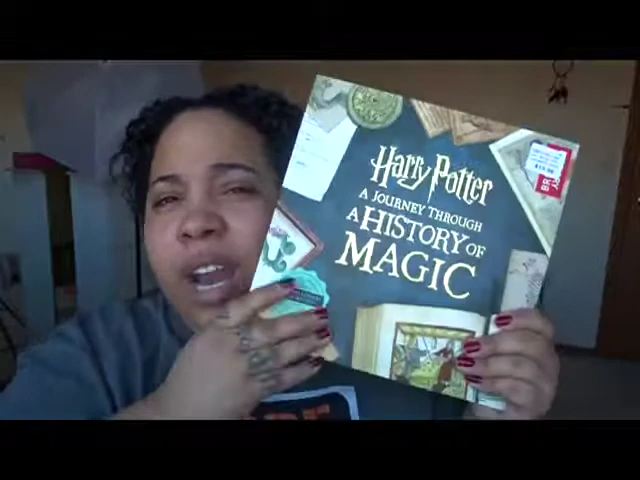 Harry Potter
A JOURNEY THROUGH
A HISTORY OF
MAGIC